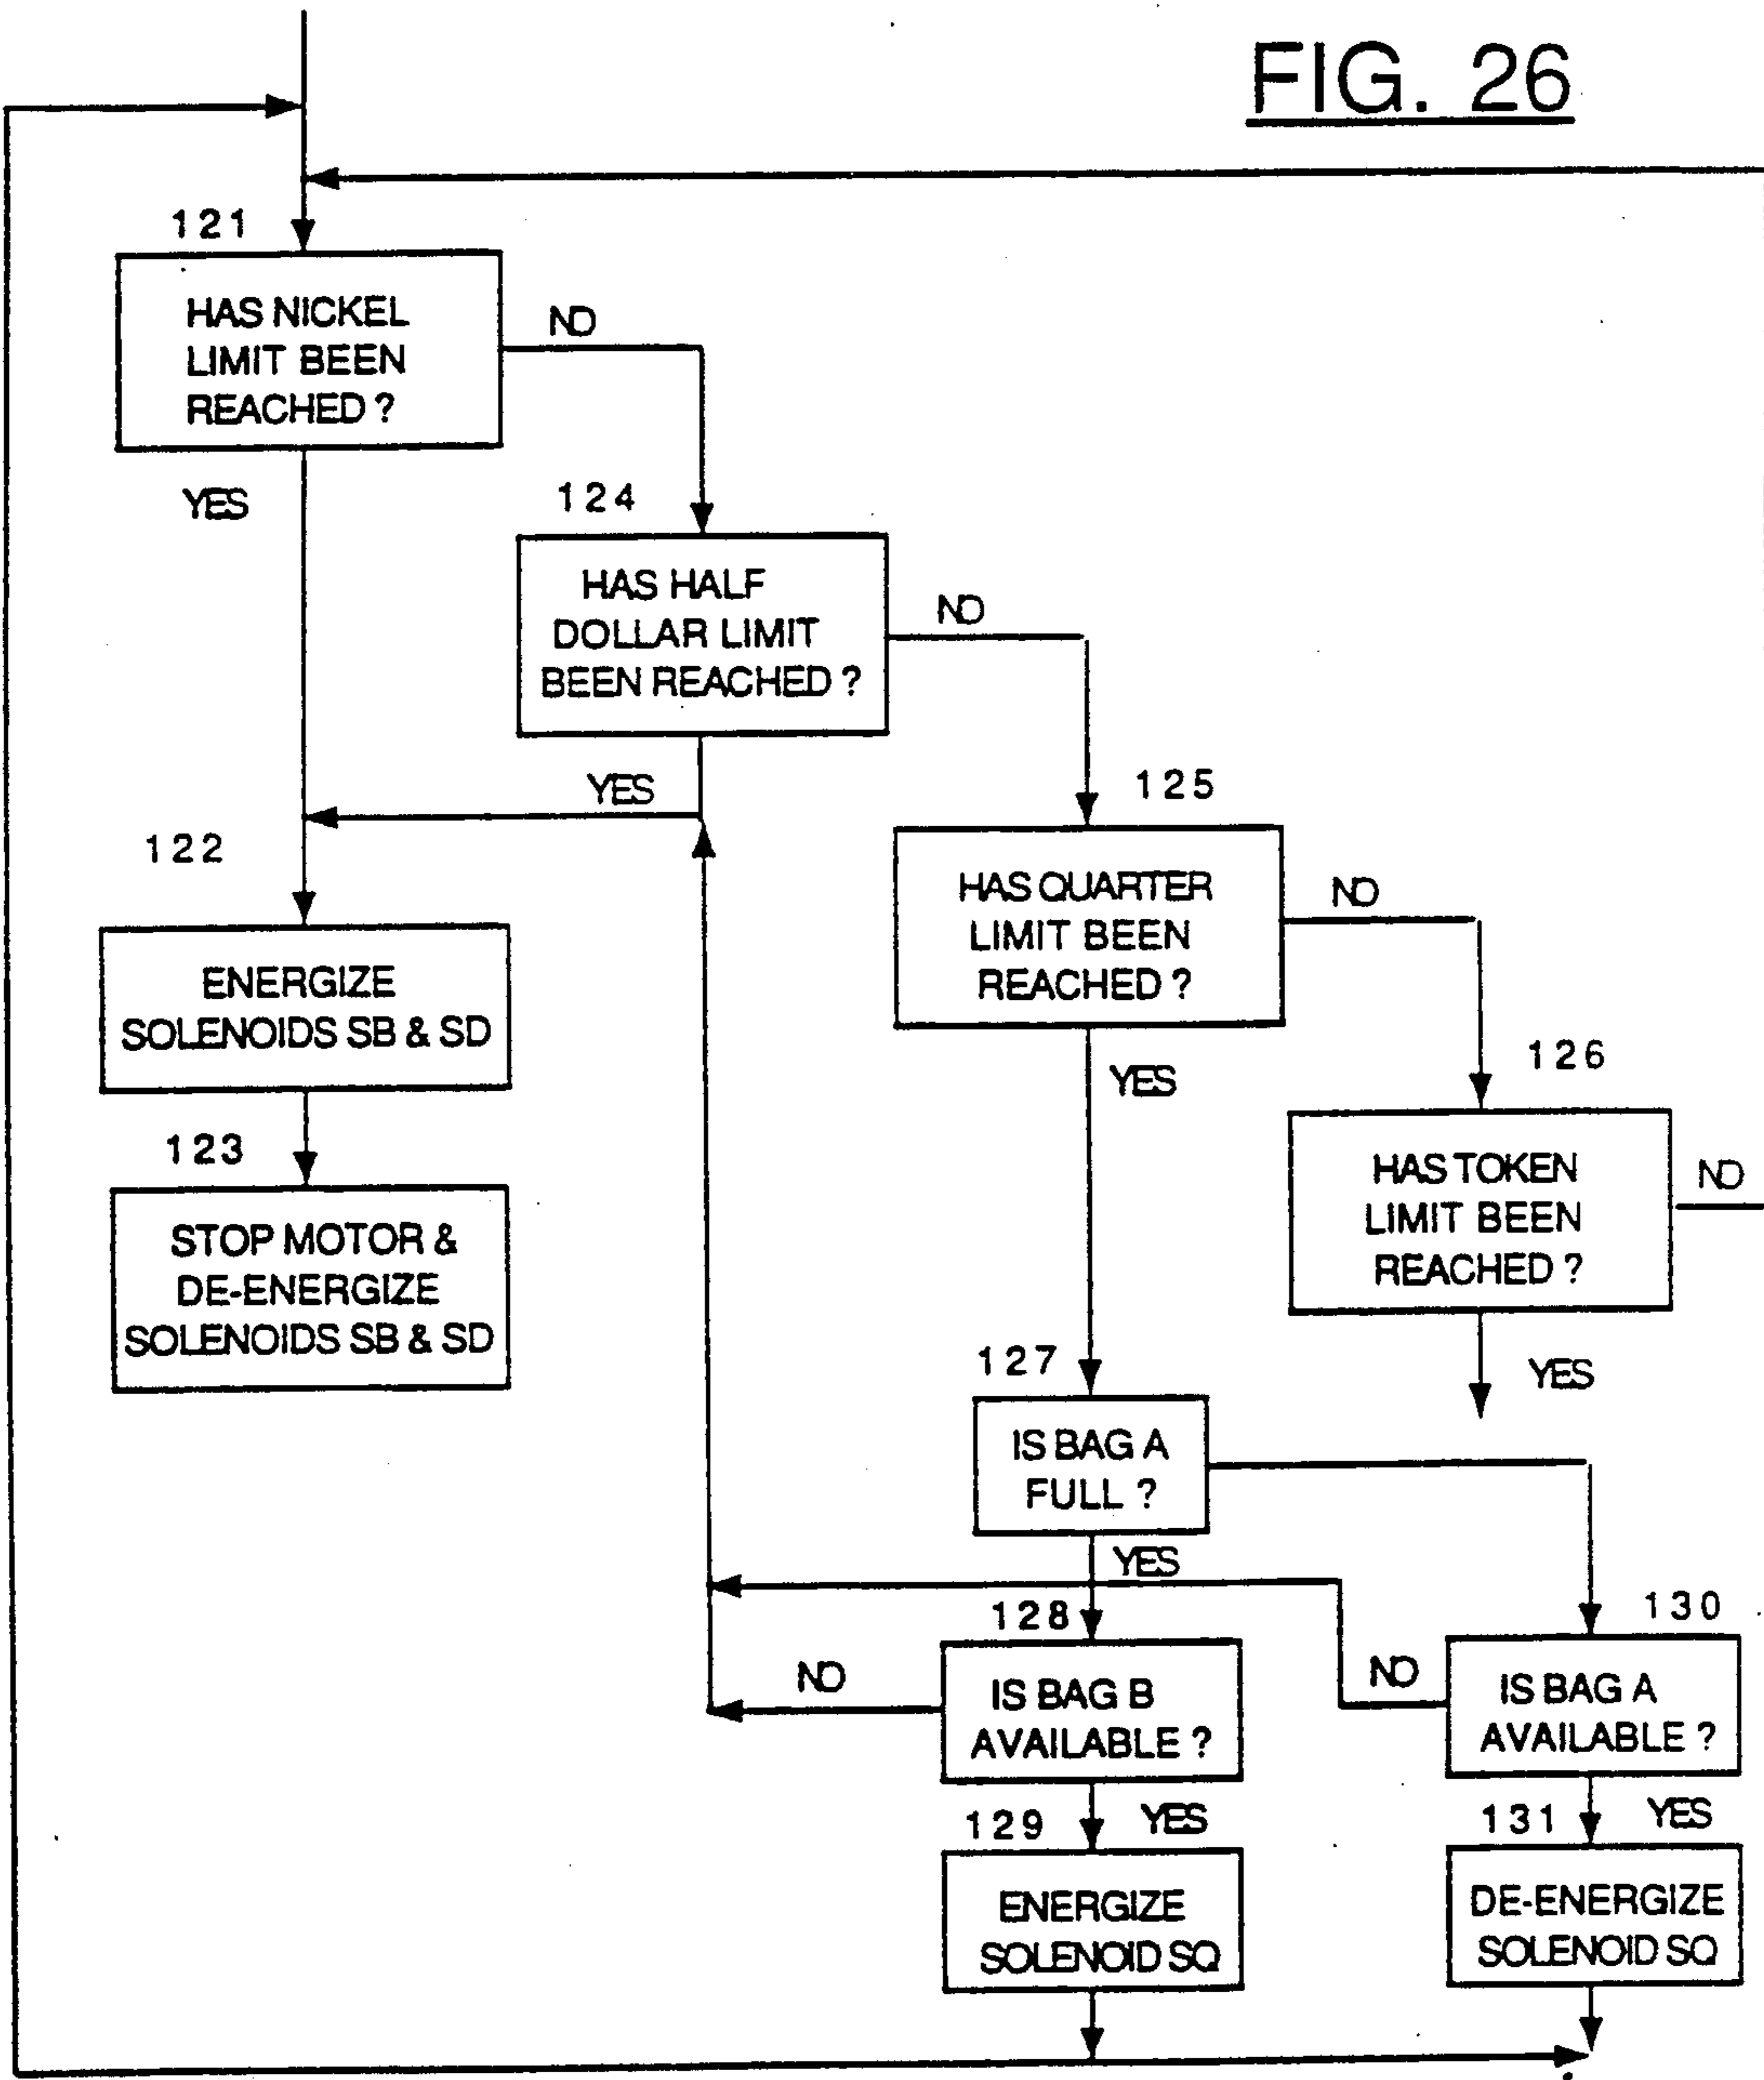 FIG. 26
121
HAS NICKEL
LIMIT BEEN
REACHED ?
NO
YES
124
HAS HALF
DOLLAR LIMIT
BEEN REACHED ?
NO
YES
125
HAS QUARTER
LIMIT BEEN
REACHED ?
NO
YES
122
ENERGIZE
SOLENOIDS SB & SD
126
HAS TOKEN
LIMIT BEEN
REACHED ?
NO
YES
123
STOP MOTOR &
DE-ENERGIZE
SOLENOIDS SB & SD
127
IS BAG A
FULL ?
YES
128
IS BAG B
AVAILABLE ?
NO
YES
130
IS BAG A
AVAILABLE ?
NO
YES
129
ENERGIZE
SOLENOID SQ
131
DE-ENERGIZE
SOLENOID SQ